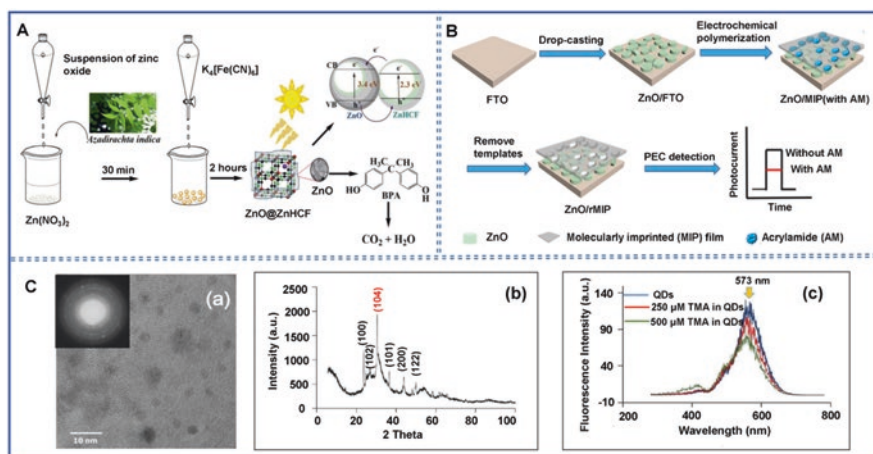 A
Suspension of zinc
oxide
K₄[Fe(CN)₆]
Azadirachta indica
30 min
2 hours
Zn(NO₃)₂
e⁻
CB
e⁻
e⁻
3.4 eV
2.3 eV
VB
h
h
ZnO
ZnHCF
ZnO
ZnO@ZnHCF
H₃C
CH₃
HO
OH
BPA
CO₂ + H₂O
B
Drop-casting
Electrochemical
polymerization
FTO
ZnO/FTO
ZnO/MIP(with AM)
Remove
templates
PEC detection
ZnO/rMIP
Photocurrent
Without AM
With AM
Time
ZnO
Molecularly imprinted (MIP) film
Acrylamide (AM)
C
(a)
10 nm
(b)
Intensity (a.u.)
2500
2000
1500
1000
500
0
(100)
(102)
(104)
(101)
(200)
(122)
0 20 40 60 80 100
2 Theta
(c)
573 nm
QDs
250 µM TMA in QDs
500 µM TMA in QDs
Fluorescence Intensity (a.u.)
140
90
40
-10
200 400 600 800
Wavelength (nm)